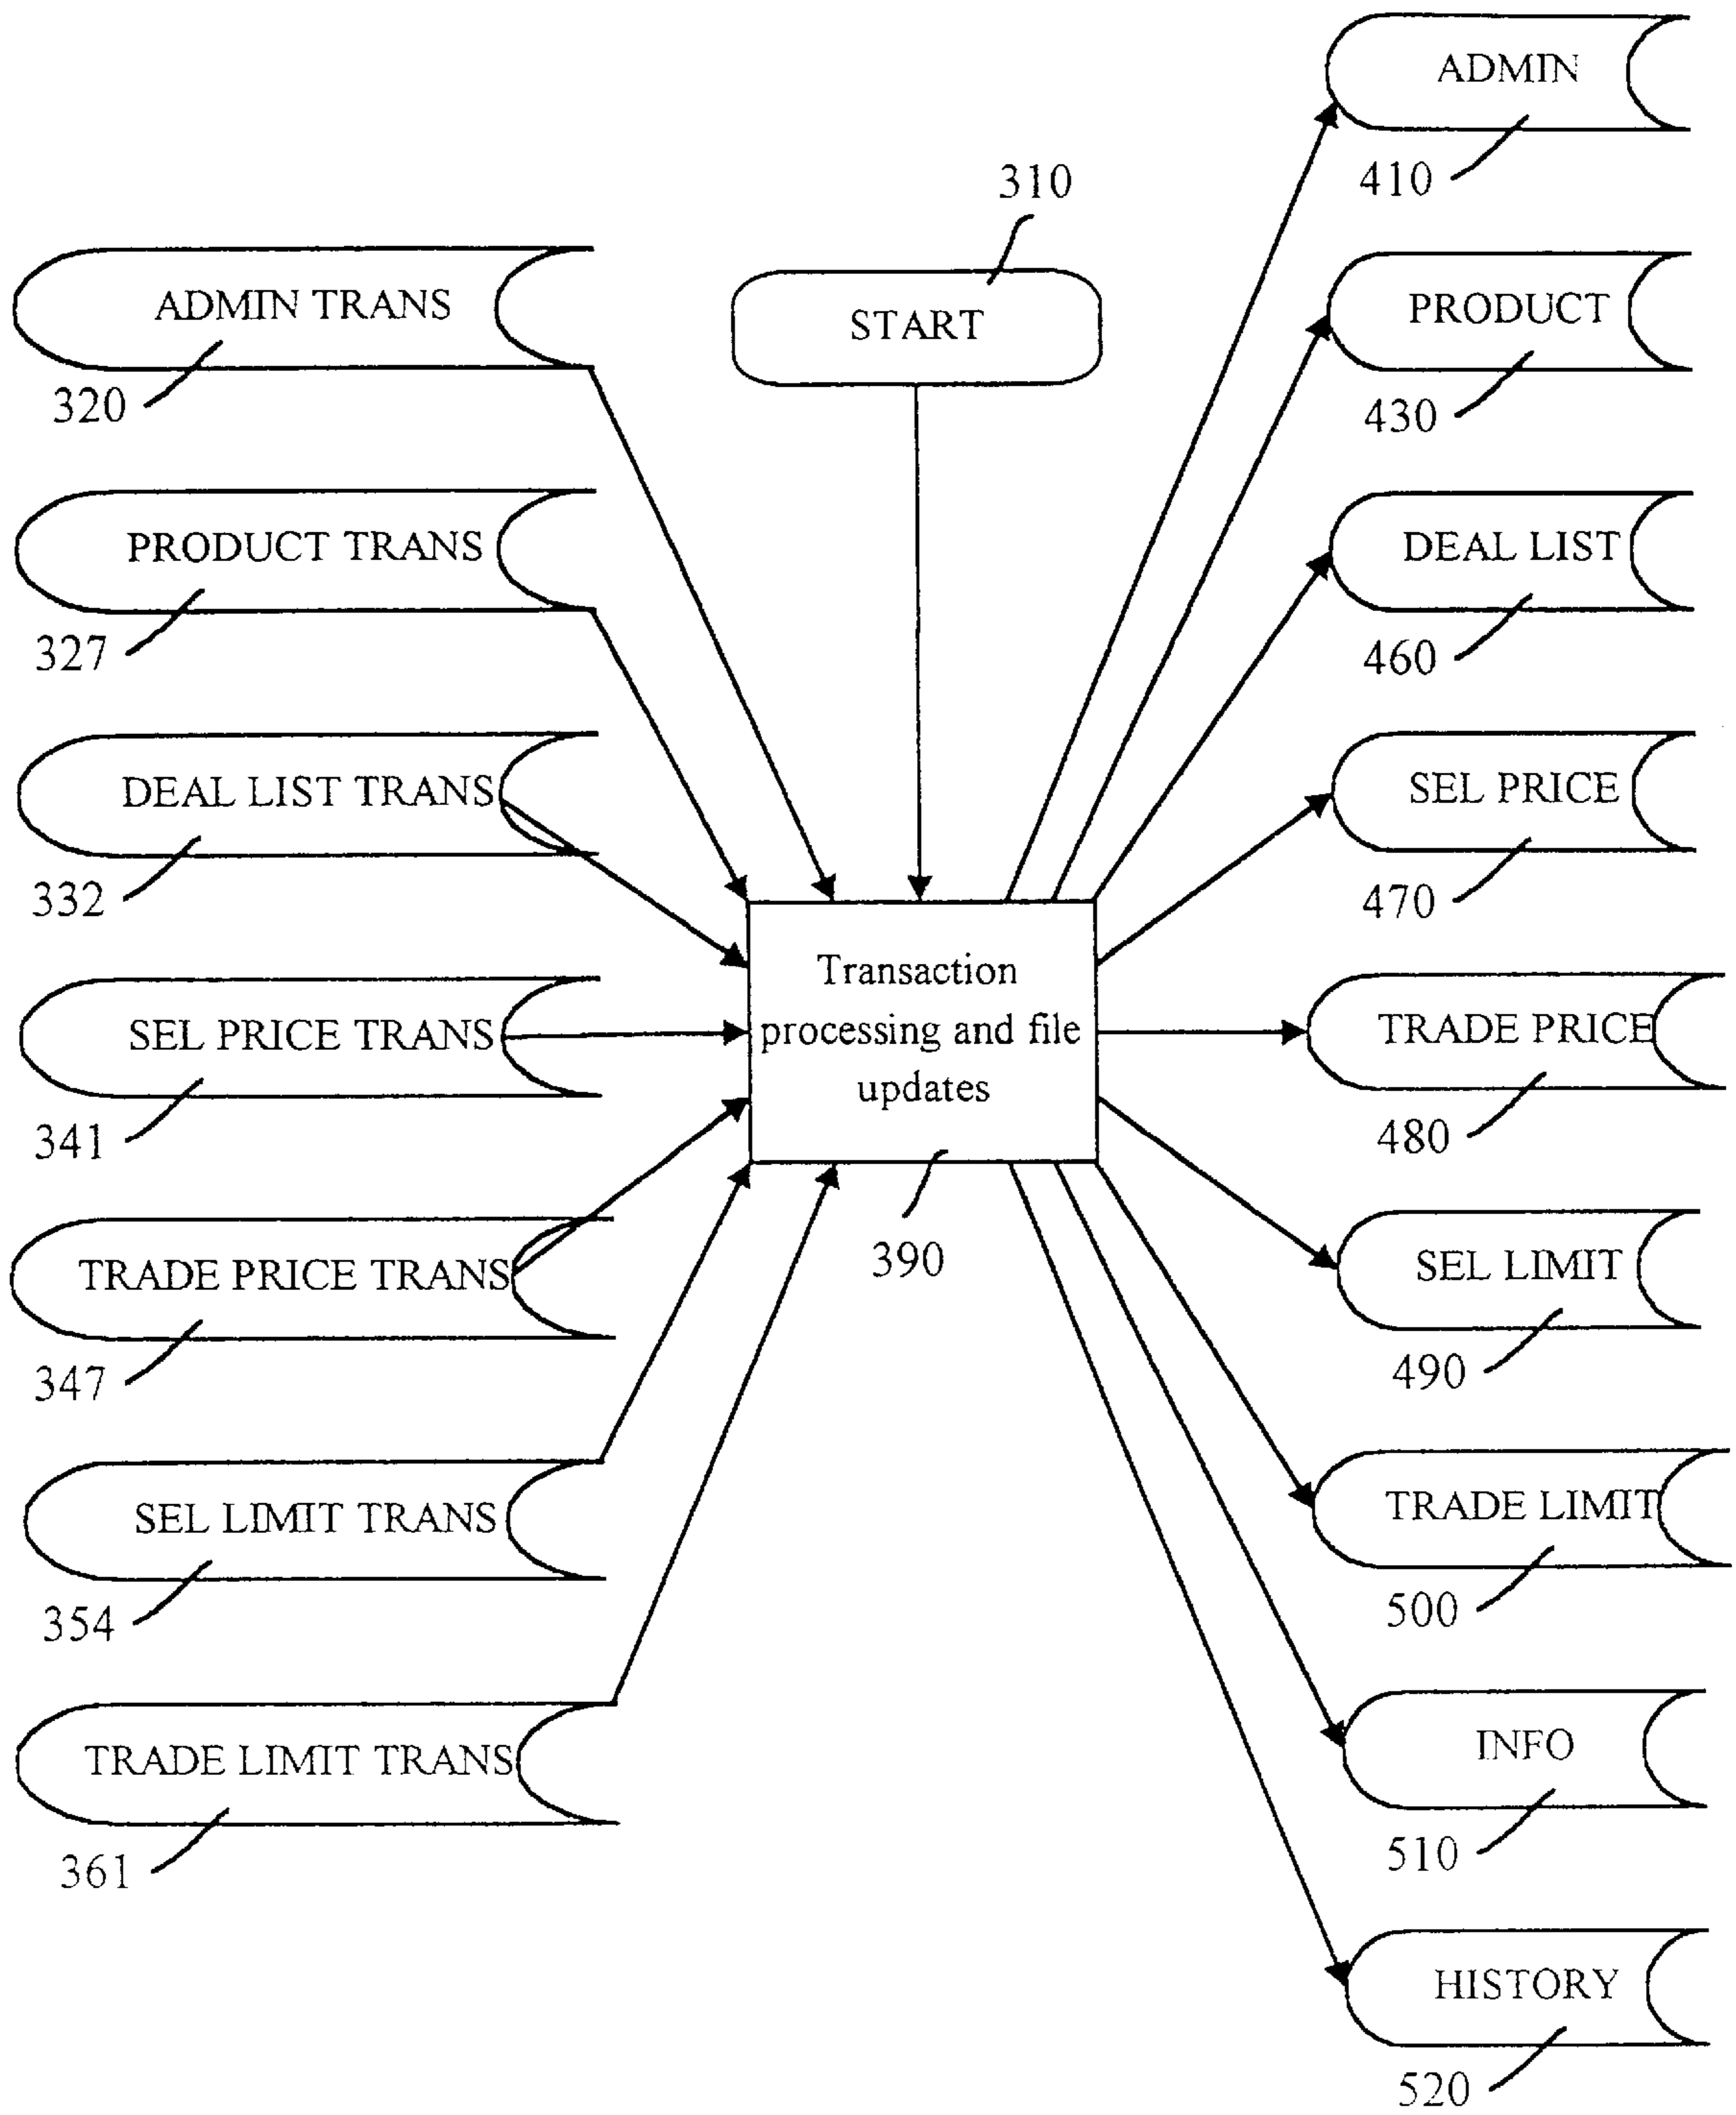 ADMIN
410
310
START
ADMIN TRANS
320
PRODUCT
430
PRODUCT TRANS
327
DEAL LIST
460
DEAL LIST TRANS
332
SEL PRICE
470
Transaction
processing and file
updates
390
SEL PRICE TRANS
341
TRADE PRICE
480
TRADE PRICE TRANS
347
SEL LIMIT
490
SEL LIMIT TRANS
354
TRADE LIMIT
500
TRADE LIMIT TRANS
361
INFO
510
HISTORY
520